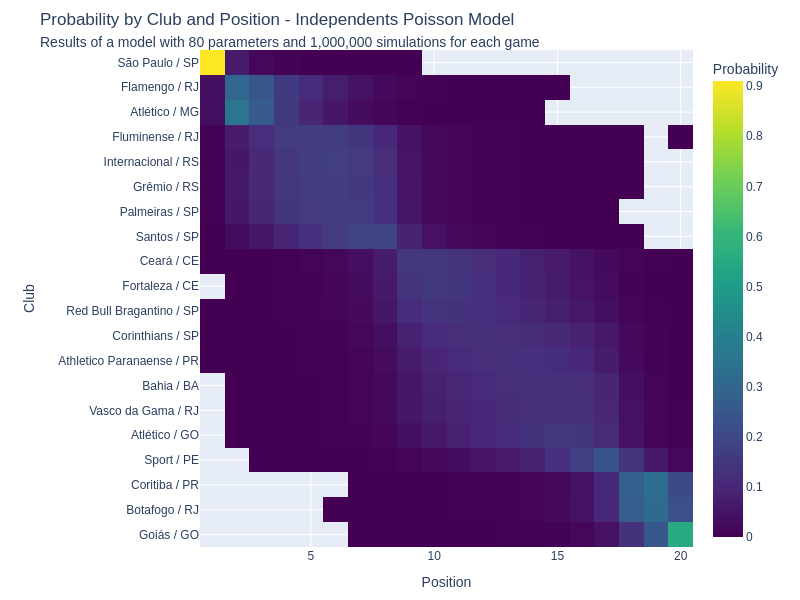 Probability by Club and Position - Independents Poisson Model
Results of a model with 80 parameters and 1,000,000 simulations for each game
São Paulo / SP
Flamengo / RJ
Atlético / MG
Fluminense / RJ
Internacional / RS
Grêmio / RS
Palmeiras / SP
Santos / SP
Ceará / CE
Fortaleza / CE
Red Bull Bragantino / SP
Corinthians / SP
Athletico Paranaense / PR
Bahia / BA
Vasco da Gama / RJ
Atlético / GO
Sport / PE
Coritiba / PR
Botafogo / RJ
Goiás / GO
Club
5
10
15
20
Position
Probability
0.9
0.8
0.7
0.6
0.5
0.4
0.3
0.2
0.1
0